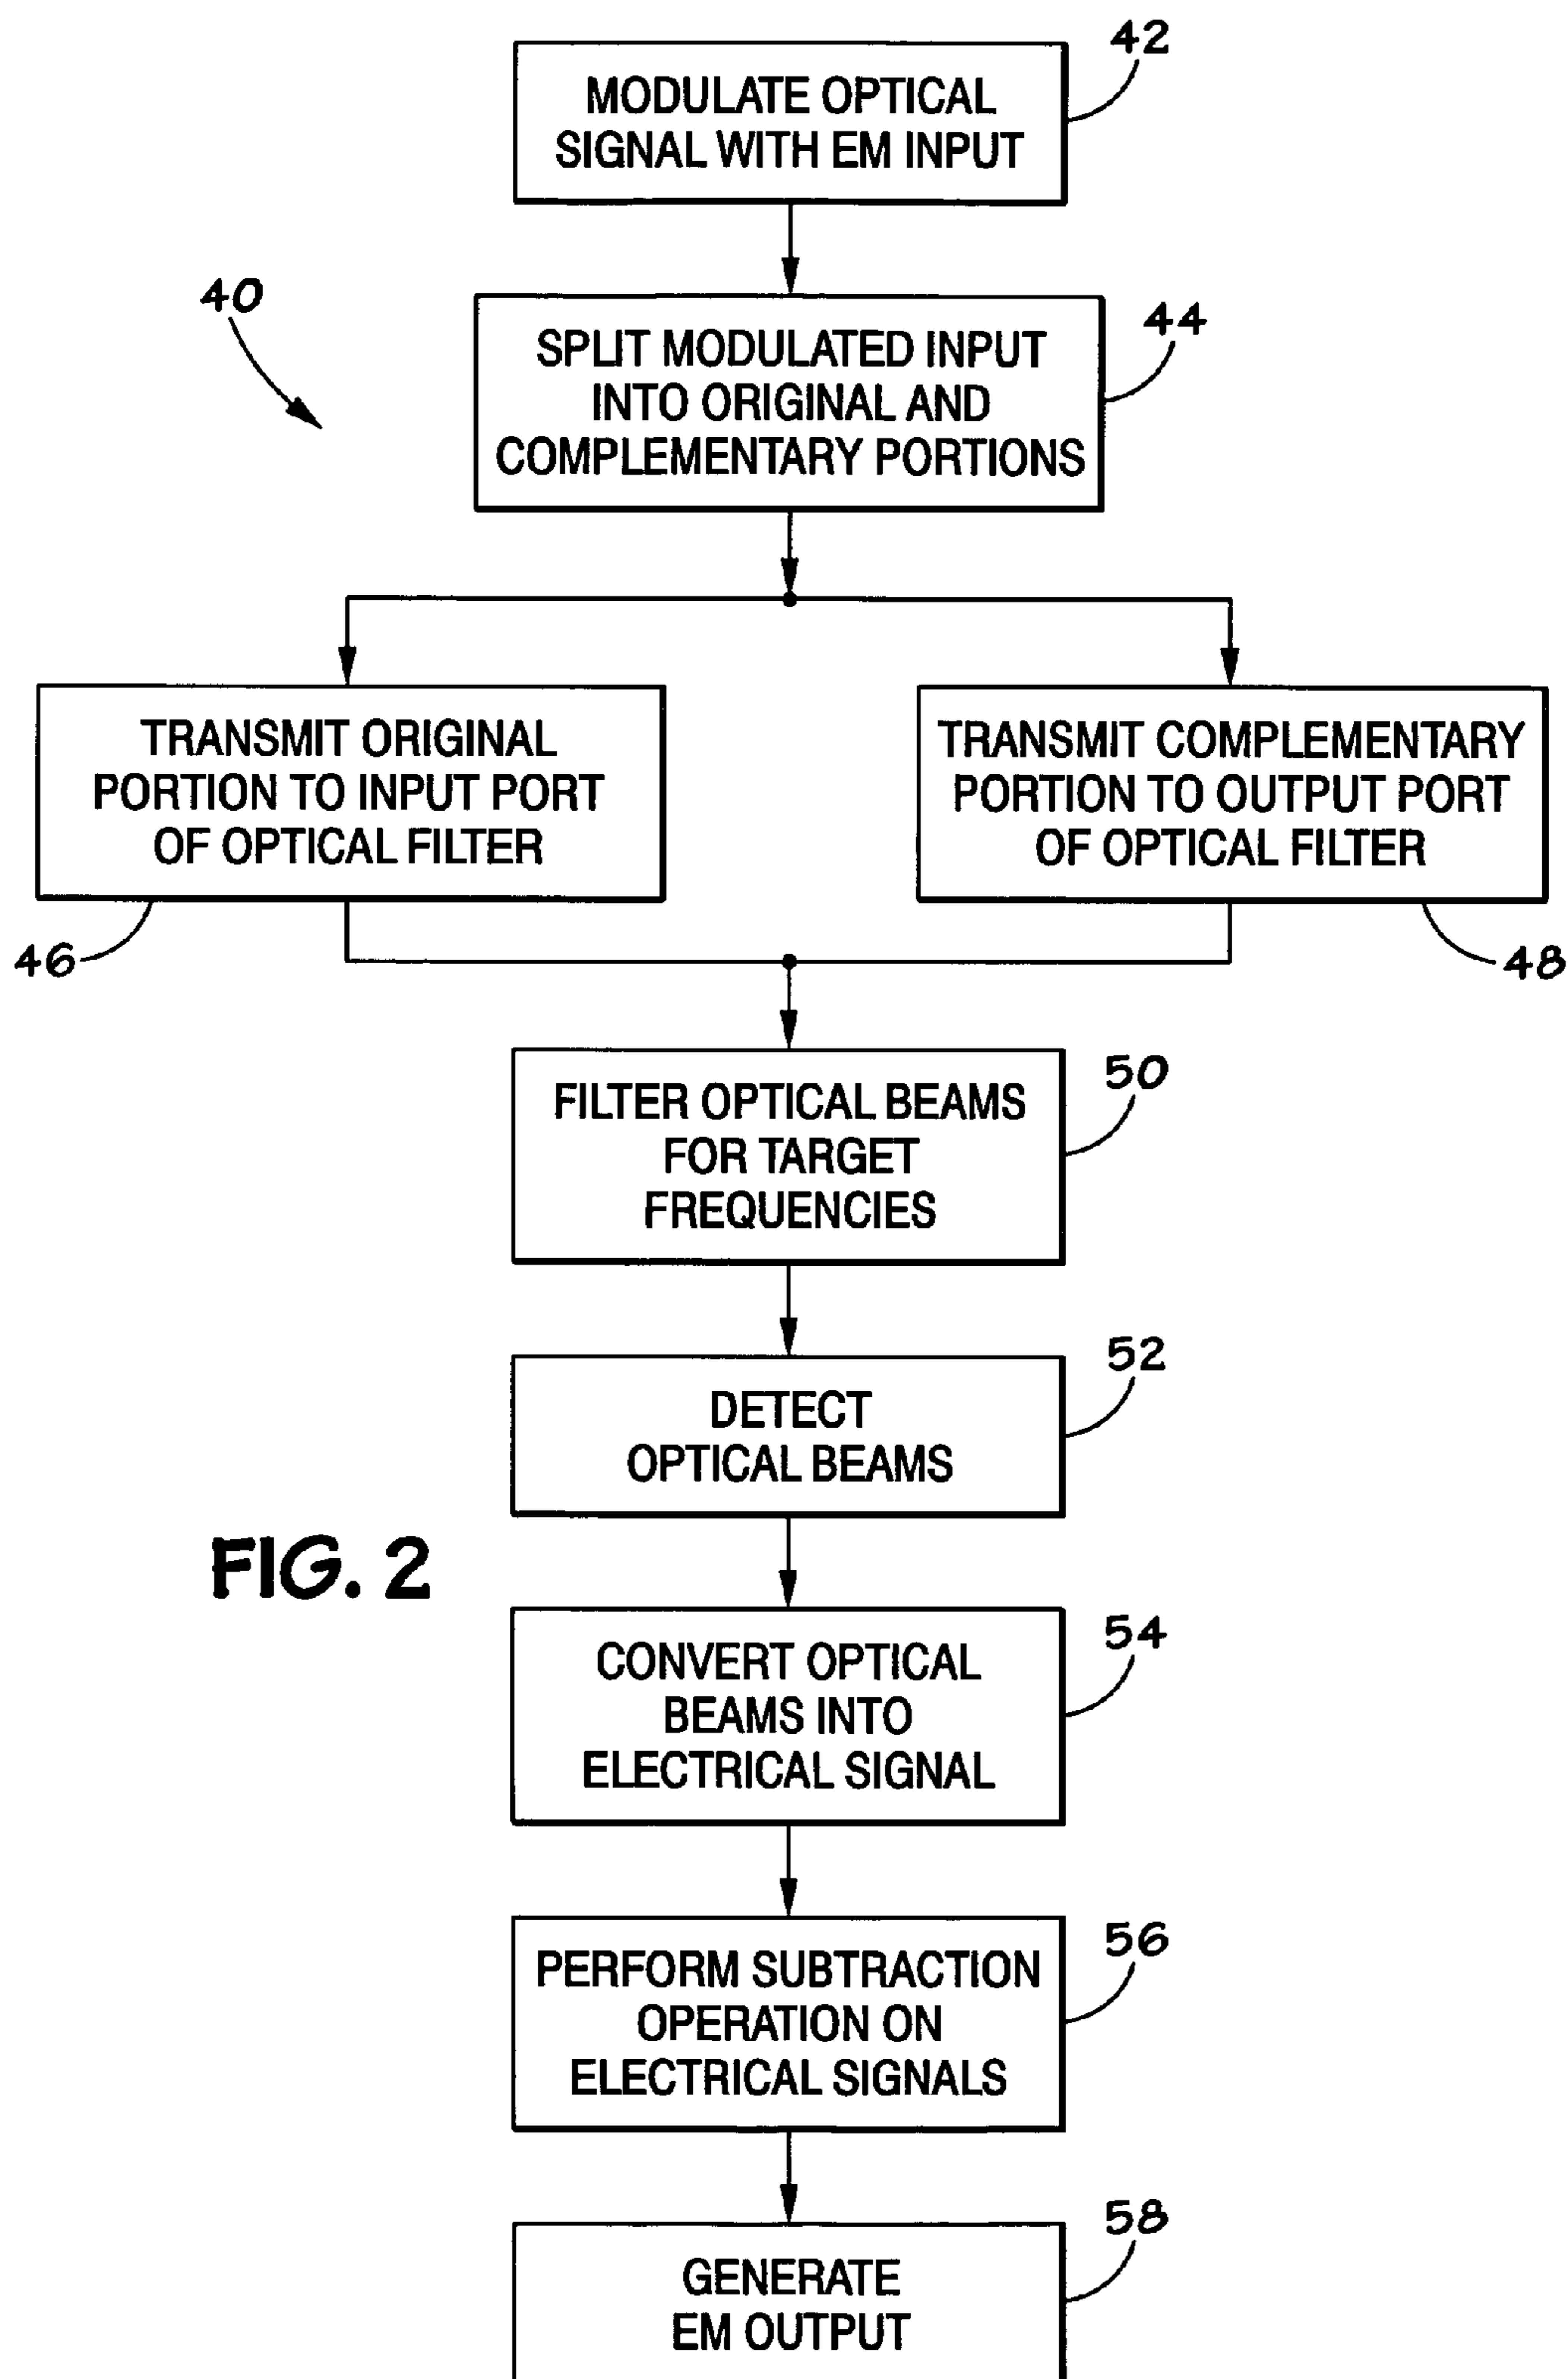 42
MODULATE OPTICAL
SIGNAL WITH EM INPUT
40
44
SPLIT MODULATED INPUT
INTO ORIGINAL AND
COMPLEMENTARY PORTIONS
TRANSMIT ORIGINAL
PORTION TO INPUT PORT
OF OPTICAL FILTER
46
TRANSMIT COMPLEMENTARY
PORTION TO OUTPUT PORT
OF OPTICAL FILTER
48
50
FILTER OPTICAL BEAMS
FOR TARGET
FREQUENCIES
52
DETECT
OPTICAL BEAMS
FIG. 2
54
CONVERT OPTICAL
BEAMS INTO
ELECTRICAL SIGNAL
56
PERFORM SUBTRACTION
OPERATION ON
ELECTRICAL SIGNALS
58
GENERATE
EM OUTPUT